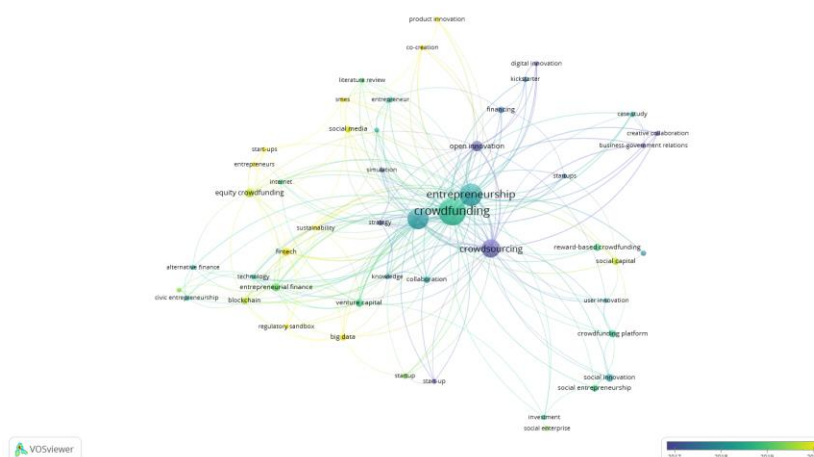 product innovation
co-creation
digital innovation
kickstarter
literature review
smes
entrepreneur
financing
social media
case study
creative collaboration
business-government relations
open innovation
start-ups
entrepreneurs
simulation
startups
internet
equity crowdfunding
entrepreneurship
crowdfunding
strategy
sustainability
crowdsourcing
reward-based crowdfunding
fintech
social capital
alternative finance
technology
knowledge
collaboration
entrepreneurial finance
civic entrepreneurship
blockchain
venture capital
user innovation
regulatory sandbox
big data
crowdfunding platform
startup
start-up
social innovation
social entrepreneurship
investment
social enterprise
VOSviewer